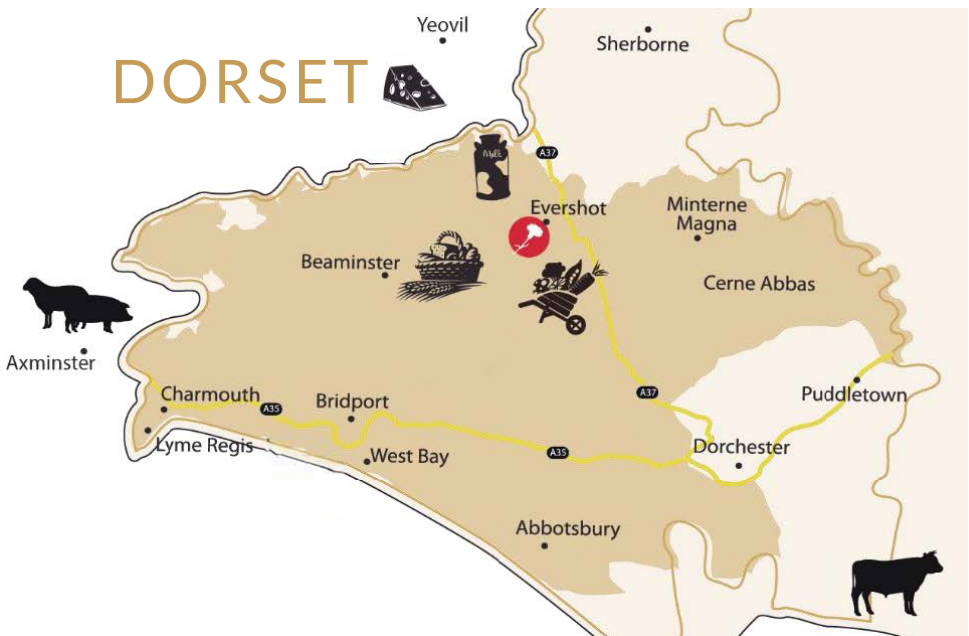 Yeovil
Sherborne
DORSET
Milk
A37
Evershot
Minterne
Magna
Beaminster
Cerne Abbas
Axminster
Charmouth
A35
Bridport
A37
Puddletown
Lyme Regis
West Bay
A35
Dorchester
Abbotsbury